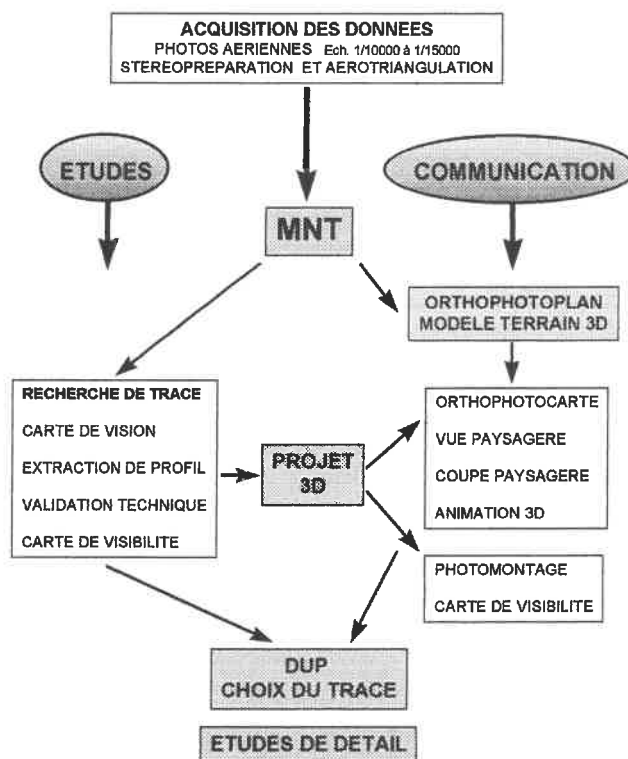 ACQUISITION DES DONNEES
PHOTOS AERIENNES Ech. 1/10000 à 1/15000
STEREOPREPARATION ET AEROTRIANGULATION
ETUDES
COMMUNICATION
MNT
ORTHOPHOTOPLAN
MODELE TERRAIN 3D
RECHERCHE DE TRACE
CARTE DE VISION
EXTRACTION DE PROFIL
VALIDATION TECHNIQUE
CARTE DE VISIBILITE
PROJET
3D
ORTHOPHOTOCARTE
VUE PAYSAGERE
COUPE PAYSAGERE
ANIMATION 3D
PHOTOMONTAGE
CARTE DE VISIBILITE
DUP
CHOIX DU TRACE
ETUDES DE DETAIL